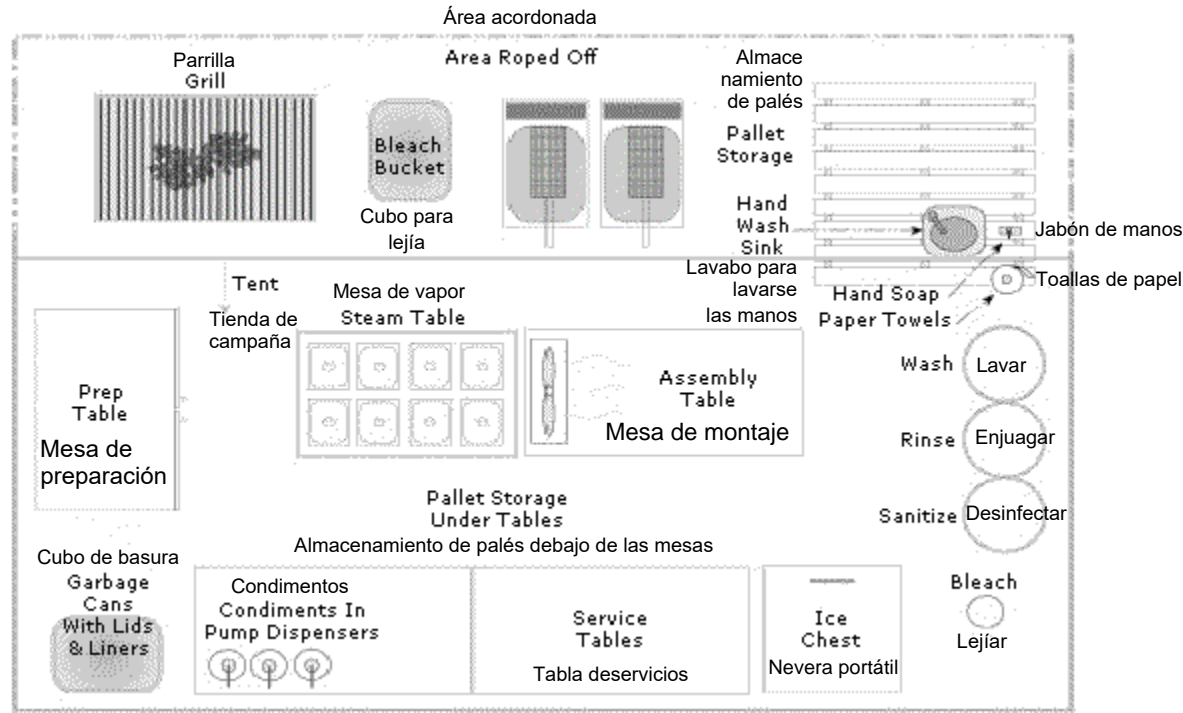 Área acordonada
Area Roped Off
Parrilla
Grill
Bleach
Bucket
Cubo para
lejía
Almace
namiento
de palés
Pallet
Storage
Hand
Wash
Sink
Lavabo para
lavarse
las manos
Jabón de manos
Toallas de papel
Hand Soap
Paper Towels
Tent
Tienda de
campaña
Mesa de vapor
Steam Table
Prep
Table
Mesa de
preparación
Assembly
Table
Mesa de montaje
Wash
Lavar
Rinse
Enjuagar
Sanitize
Desinfectar
Pallet Storage
Under Tables
Almacenamiento de palés debajo de las mesas
Cubo de basura
Garbage
Cans
With Lids
& Liners
Condimentos
Condiments In
Pump Dispensers
Service
Tables
Tabla deservicios
Ice
Chest
Nevera portátil
Bleach
Lejíar